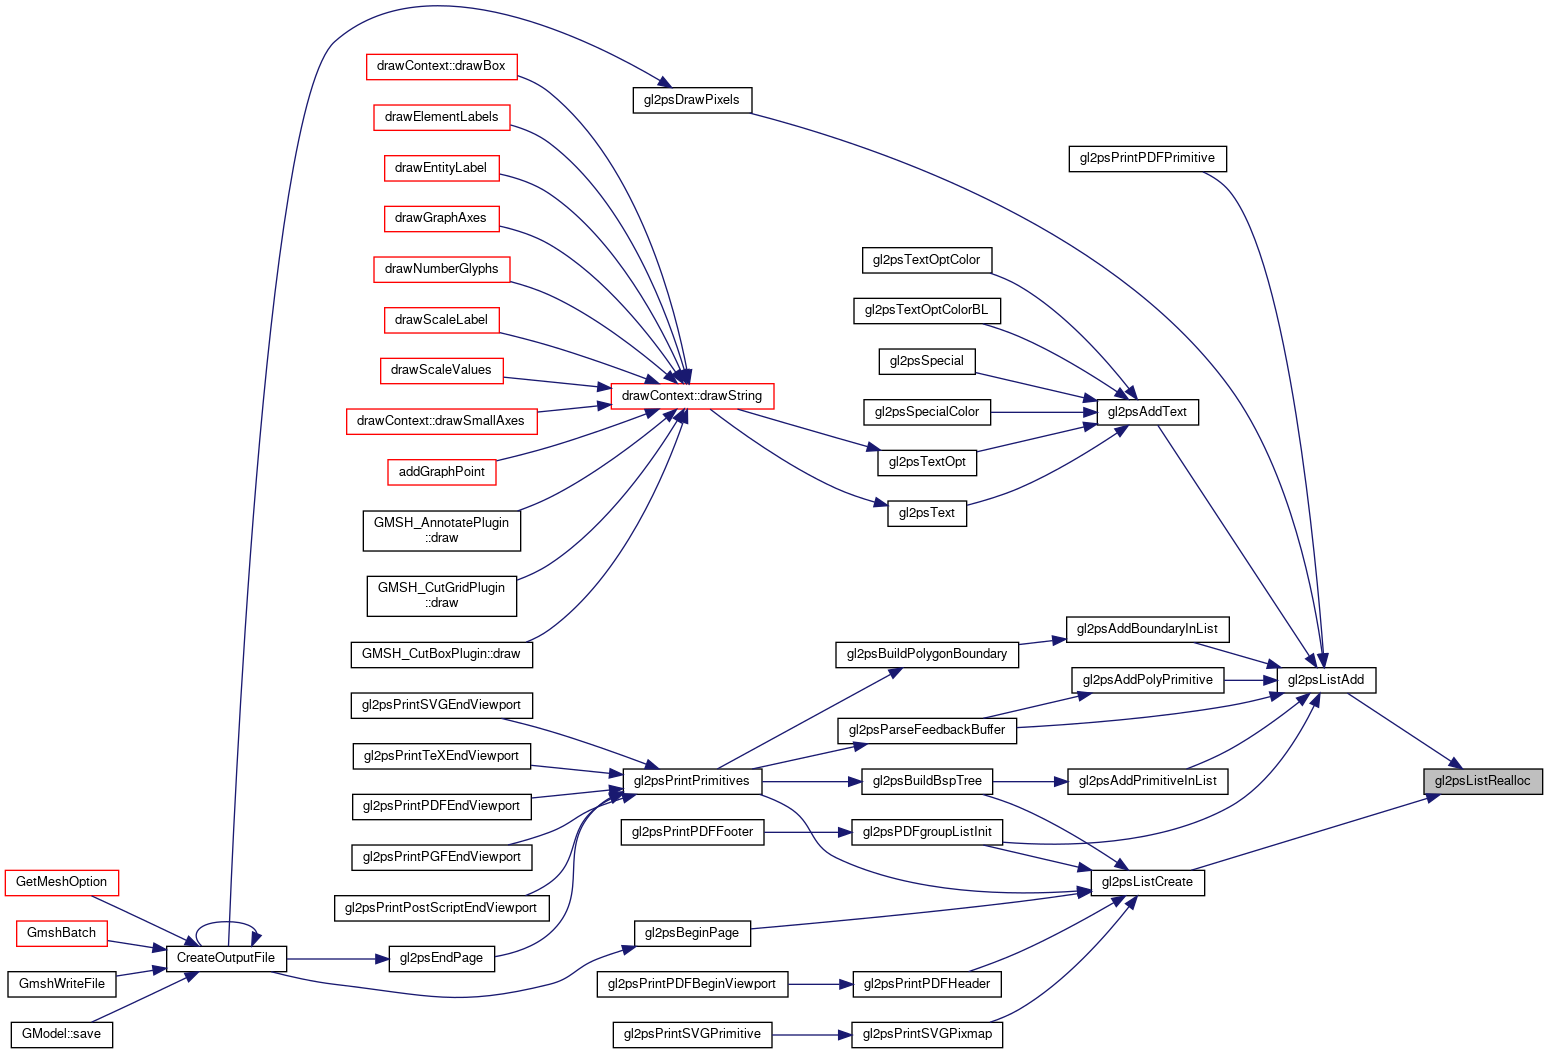 drawContext::drawBox
gl2psDrawPixels
drawElementLabels
drawEntityLabel
drawGraphAxes
drawNumberGlyphs
drawScaleLabel
drawScaleValues
drawContext::drawString
drawContext::drawSmallAxes
addGraphPoint
GMSH_AnnotatePlugin
::draw
GMSH_CutGridPlugin
::draw
GMSH_CutBoxPlugin::draw
gl2psPrintPDFPrimitive
gl2psTextOptColor
gl2psTextOptColorBL
gl2psSpecial
gl2psSpecialColor
gl2psAddText
gl2psTextOpt
gl2psText
gl2psAddBoundaryInList
gl2psBuildPolygonBoundary
gl2psAddPolyPrimitive
gl2psListAdd
gl2psParseFeedbackBuffer
gl2psPrintSVGEndViewport
gl2psPrintTeXEndViewport
gl2psPrintPrimitives
gl2psBuildBspTree
gl2psAddPrimitiveInList
gl2psListRealloc
gl2psPrintPDFEndViewport
gl2psPrintPDFFooter
gl2psPDFgroupListInit
gl2psPrintPGFEndViewport
gl2psListCreate
gl2psPrintPostScriptEndViewport
gl2psBeginPage
gl2psEndPage
GetMeshOption
GmshBatch
CreateOutputFile
GmshWriteFile
GModel::save
gl2psPrintPDFBeginViewport
gl2psPrintPDFHeader
gl2psPrintSVGPrimitive
gl2psPrintSVGPixmap